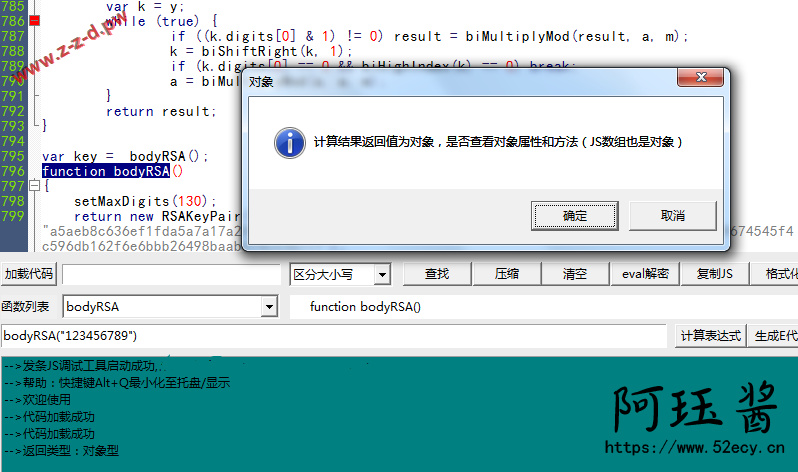 785 var k = y;
786 while (true) {
787 if ((k.digits[0] & 1) != 0) result = biMultiplyMod(result, a, m);
788 k = biShiftRight(k, 1);
789 if (k.digits[0] == 0 && biHighIndex(k) == 0) break;
790 a = biMu
791 }
792 return result;
793 }
794
795 var key = bodyRSA();
796 function bodyRSA()
797 {
798 setMaxDigits(130);
799 return new RSAKeyPair
"a5aeb8c636ef1fda5a7a17a2 674545f4
c596db162f6e6bbb26498baab
www.z-z-d.pw
对象
计算结果返回值为对象，是否查看对象属性和方法（JS数组也是对象）
确定 取消
加载代码 区分大小写 查找 压缩 清空 eval解密 复制JS 格式化
函数列表 bodyRSA function bodyRSA()
bodyRSA("123456789") 计算表达式 生成E代
-->发条JS调试工具启动成功,
-->帮助：快捷键Alt+Q最小化至托盘/显示
-->欢迎使用
-->代码加载成功
-->代码加载成功
-->返回类型：对象型
阿珏酱
https://www.52ecy.cn